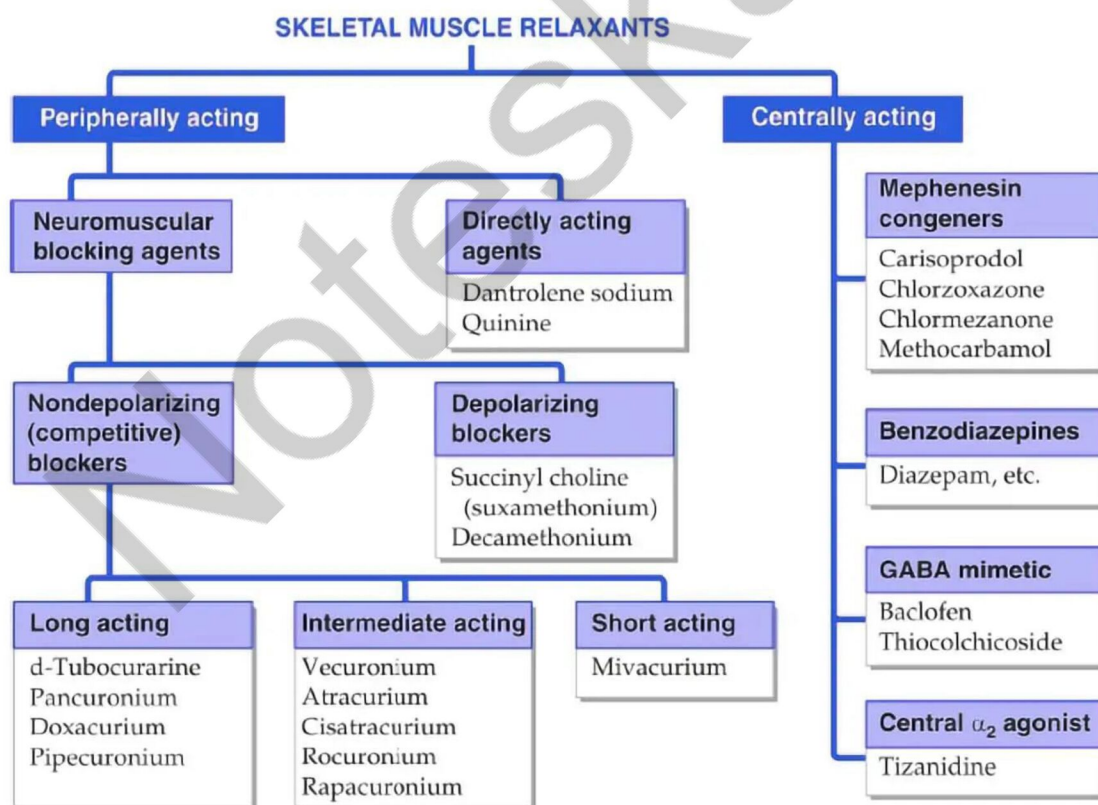 SKELETAL MUSCLE RELAXANTS
Peripherally acting
Centrally acting
Neuromuscular
blocking agents
Directly acting
agents
Dantrolene sodium
Quinine
Nondepolarizing
(competitive)
blockers
Depolarizing
blockers
Succinyl choline
(suxamethonium)
Decamethonium
Long acting
d-Tubocurarine
Pancuronium
Doxacurium
Pipecuronium
Intermediate acting
Vecuronium
Atracurium
Cisatracurium
Rocuronium
Rapacuronium
Short acting
Mivacurium
Mephenesin
congeners
Carisoprodol
Chlorzoxazone
Chlormezanone
Methocarbamol
Benzodiazepines
Diazepam, etc.
GABA mimetic
Baclofen
Thiocolchicoside
Central α₂ agonist
Tizanidine